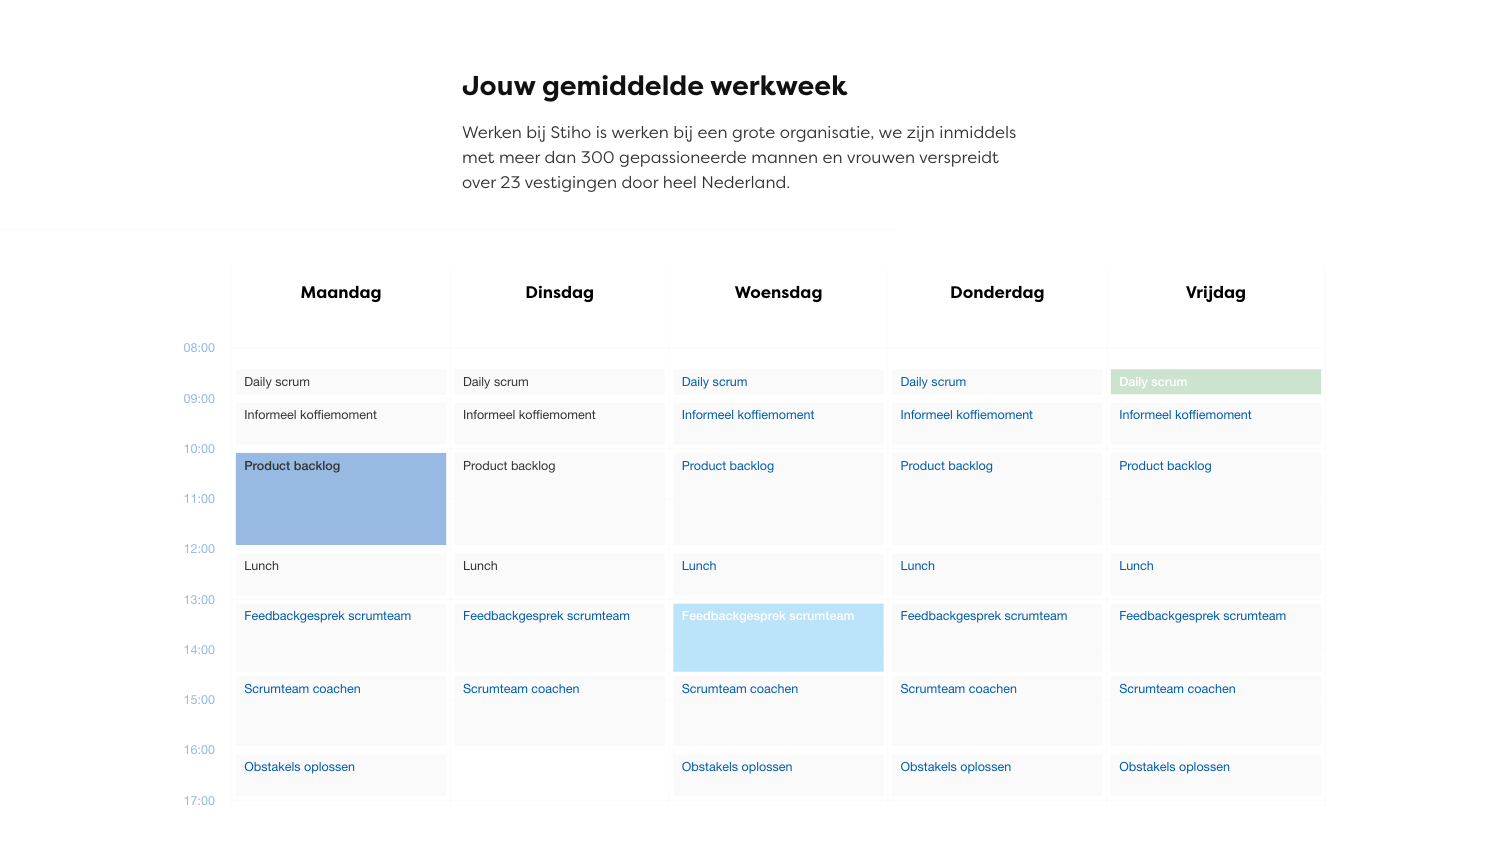 Jouw gemiddelde werkweek
Werken bij Stiho is werken bij een grote organisatie, we zijn inmiddels
met meer dan 300 gepassioneerde mannen en vrouwen verspreidt
over 23 vestigingen door heel Nederland.
Maandag Dinsdag Woensdag Donderdag Vrijdag
08:00
Daily scrum Daily scrum Daily scrum Daily scrum Daily scrum
09:00
Informeel koffiemoment Informeel koffiemoment Informeel koffiemoment Informeel koffiemoment Informeel koffiemoment
10:00
Product backlog Product backlog Product backlog Product backlog Product backlog
11:00
12:00
Lunch Lunch Lunch Lunch Lunch
13:00
Feedbackgesprek scrumteam Feedbackgesprek scrumteam Feedbackgesprek scrumteam Feedbackgesprek scrumteam Feedbackgesprek scrumteam
14:00
Scrumteam coachen Scrumteam coachen Scrumteam coachen Scrumteam coachen Scrumteam coachen
15:00
16:00
Obstakels oplossen Obstakels oplossen Obstakels oplossen Obstakels oplossen
17:00